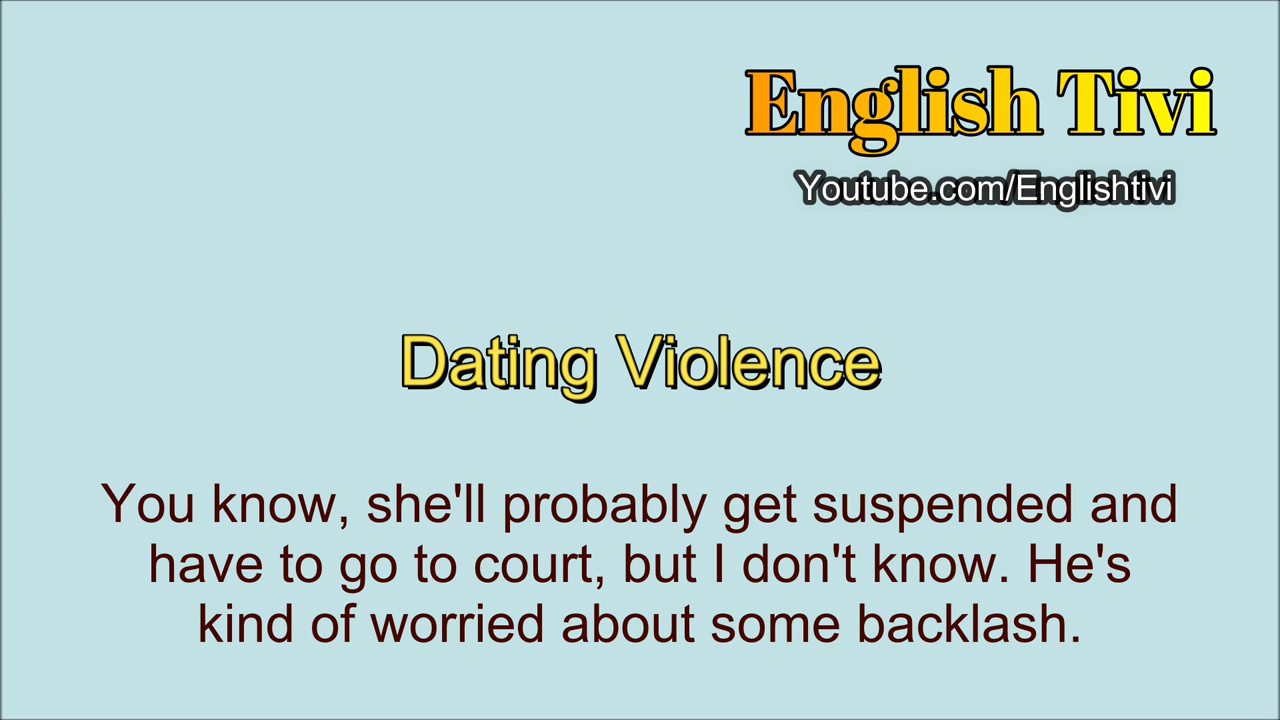 English Tivi
Youtube.com/Englishtivi
Dating Violence
You know, she'll probably get suspended and
have to go to court, but I don't know. He's
kind of worried about some backlash.